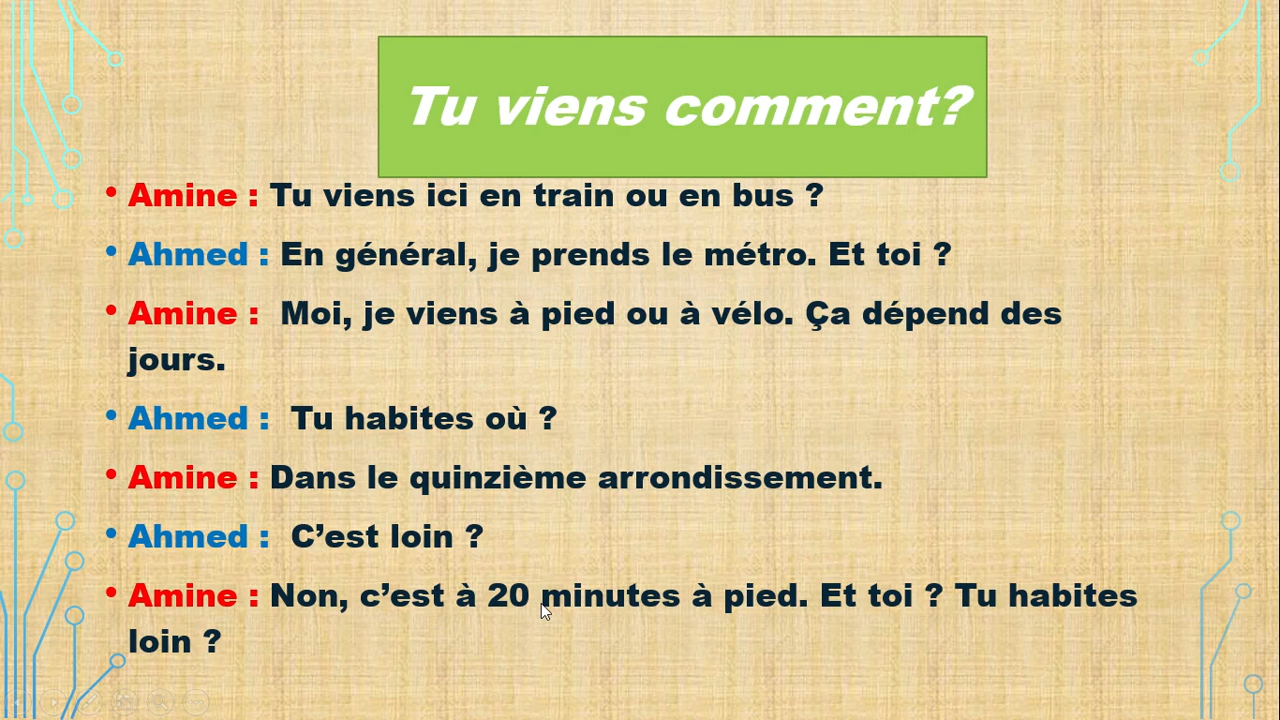 Tu viens comment?
• Amine : Tu viens ici en train ou en bus ?
• Ahmed : En général, je prends le métro. Et toi ?
• Amine : Moi, je viens à pied ou à vélo. Ça dépend des
jours.
• Ahmed : Tu habites où ?
• Amine : Dans le quinzième arrondissement.
• Ahmed : C’est loin ?
• Amine : Non, c’est à 20 minutes à pied. Et toi ? Tu habites
loin ?